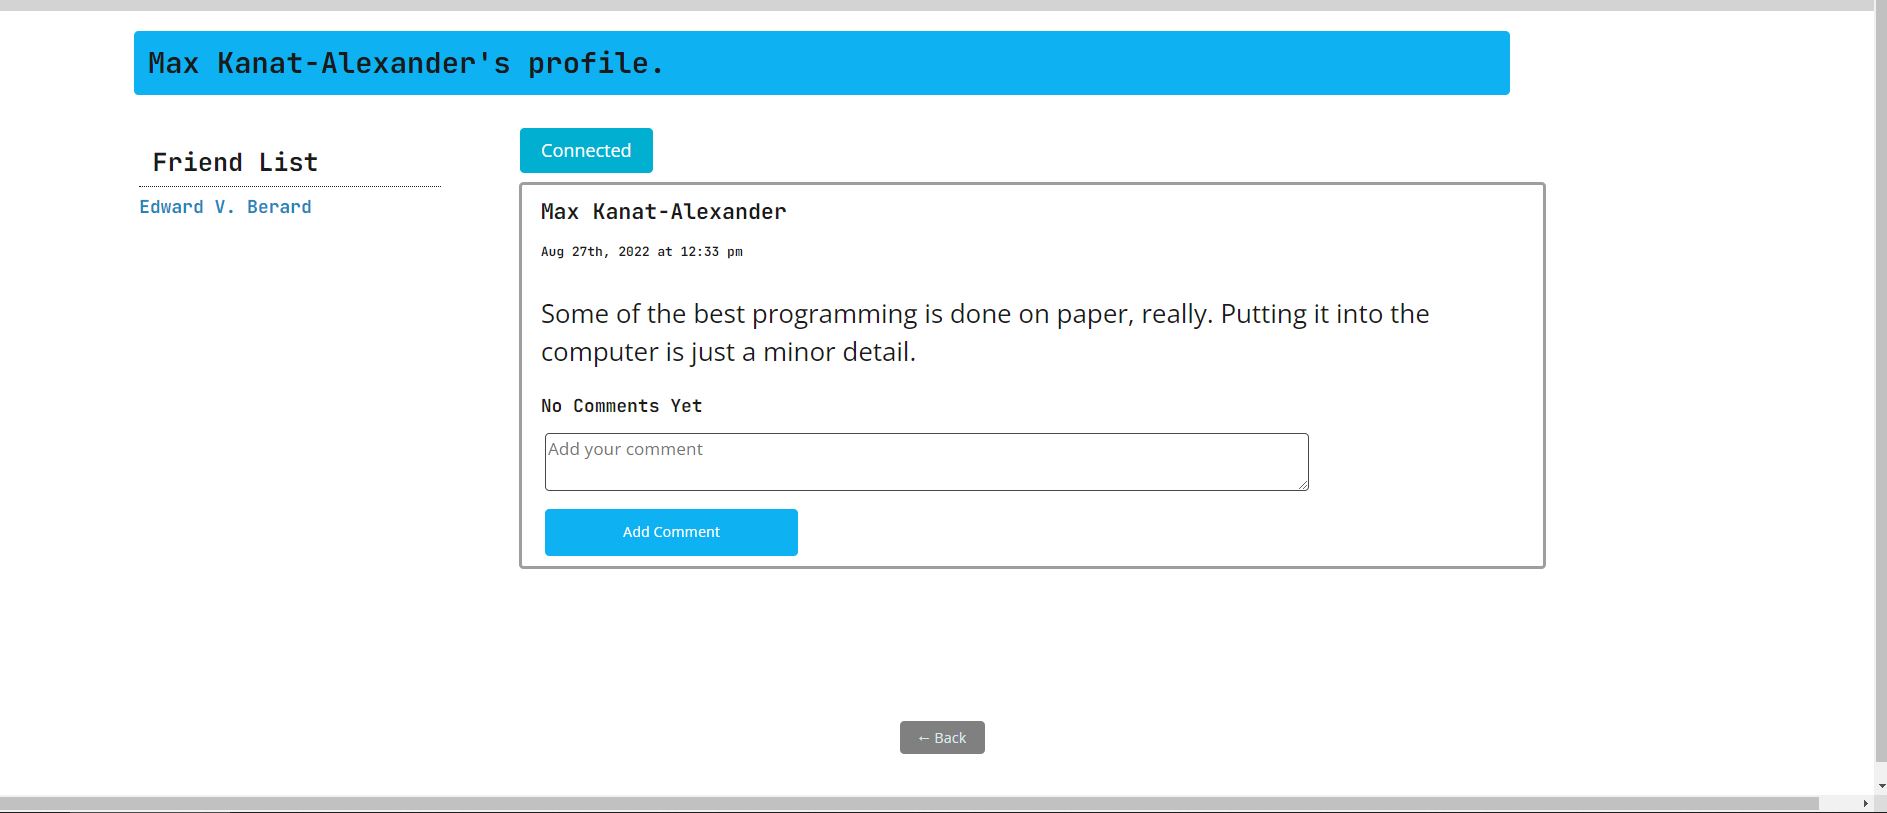 Max Kanat-Alexander's profile.
Friend List
Edward V. Berard
Connected
Max Kanat-Alexander
Aug 27th, 2022 at 12:33 pm
Some of the best programming is done on paper, really. Putting it into the
computer is just a minor detail.
No Comments Yet
Add your comment
Add Comment
← Back